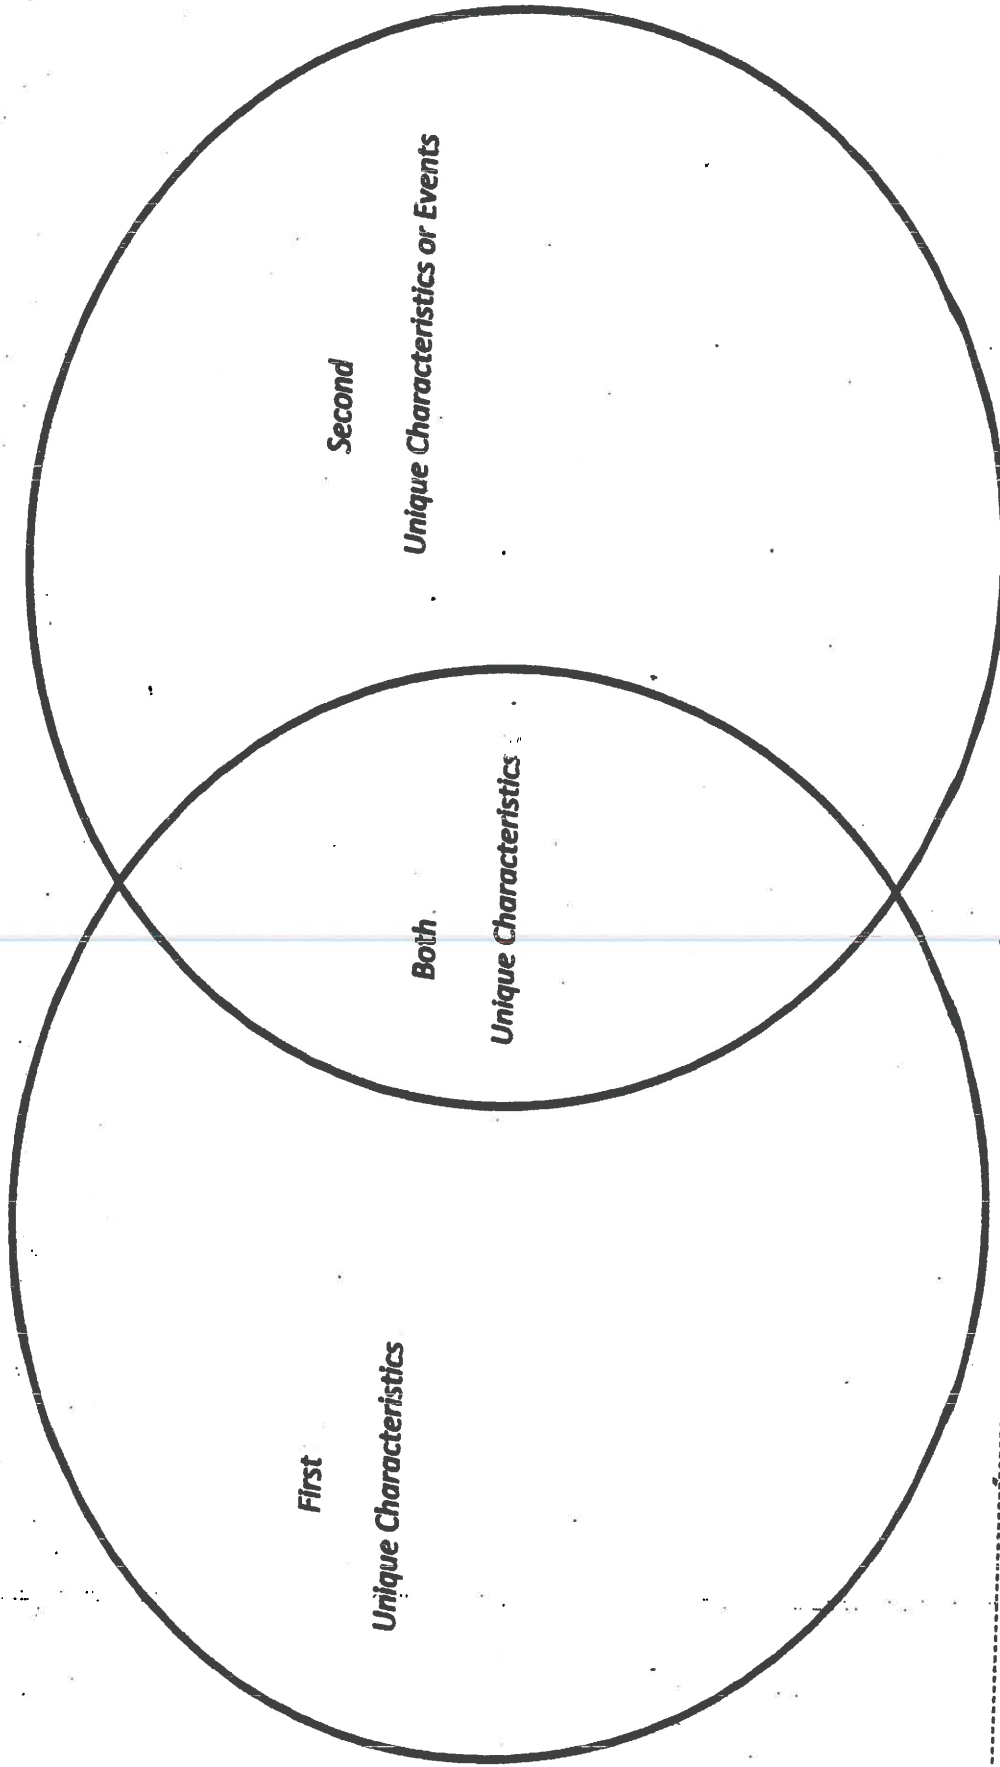 First
Unique Characteristics
Both
Unique Characteristics
Second
Unique Characteristics or Events